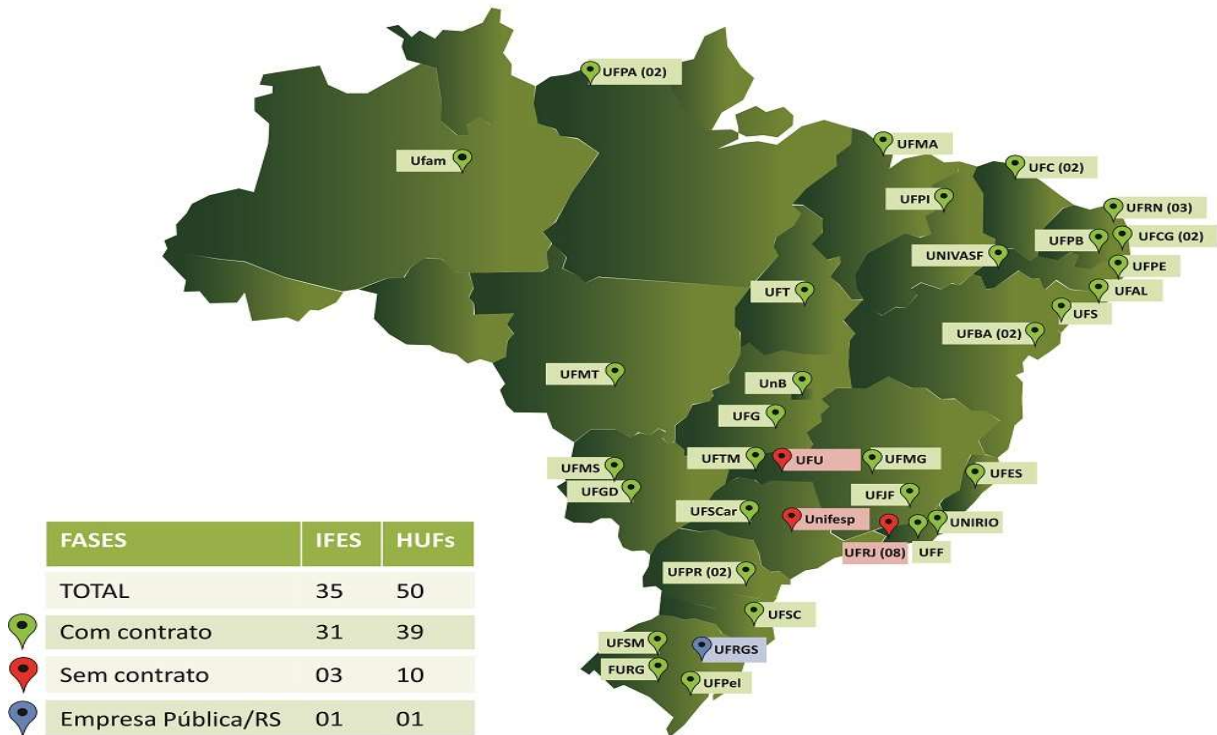 UFPA (02)
UFMA
Ufam
UFC (02)
UFPI
UFRN (03)
UFPB
UFCG (02)
UNIVASF
UFPE
UFT
UFAL
UFS
UFBA (02)
UFMT
UnB
UFG
UFTM
UFU
UFMG
UFMS
UFES
UFGD
UFJF
UFSCar
Unifesp
UNIRIO
UFRJ (08)
UFF
UFPR (02)
UFSC
UFSM
UFRGS
FURG
UFPel
FASES IFES HUFs
TOTAL 35 50
Com contrato 31 39
Sem contrato 03 10
Empresa Pública/RS 01 01